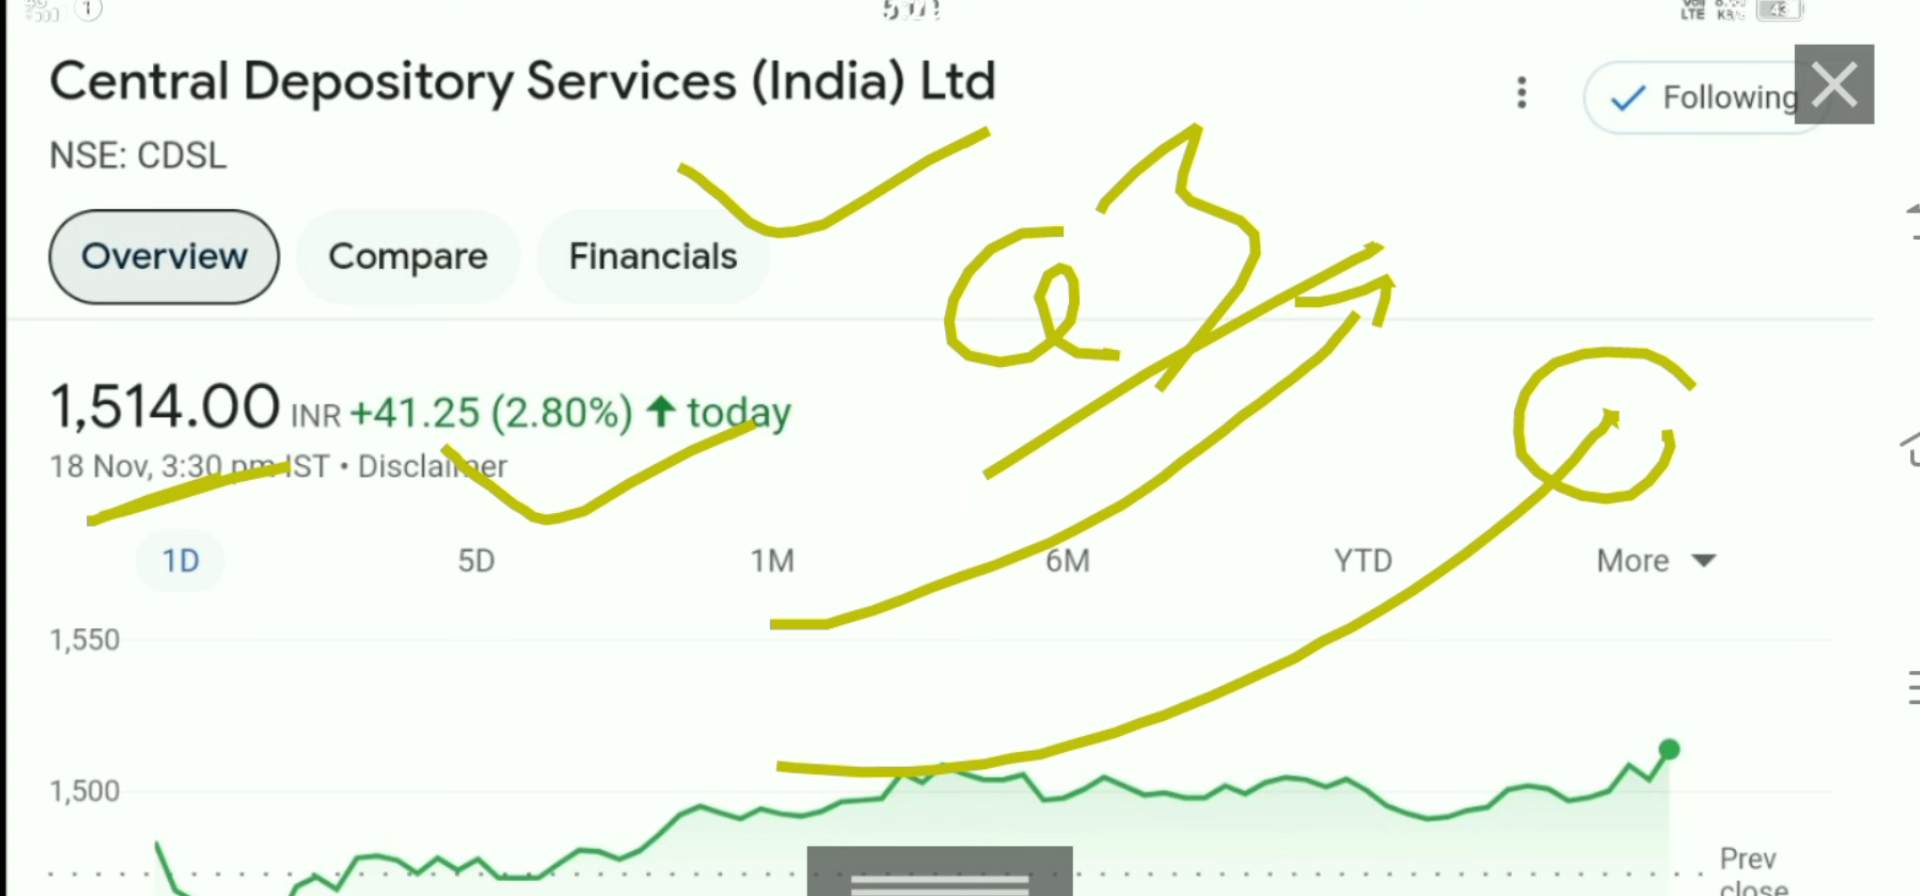 Central Depository Services (India) Ltd
Following
NSE: CDSL
Overview Compare Financials
1,514.00 INR +41.25 (2.80%) ↑ today
18 Nov, 3:30 pm IST • Disclaimer
1D 5D 1M 6M YTD More
1,550
1,500
Prev
close